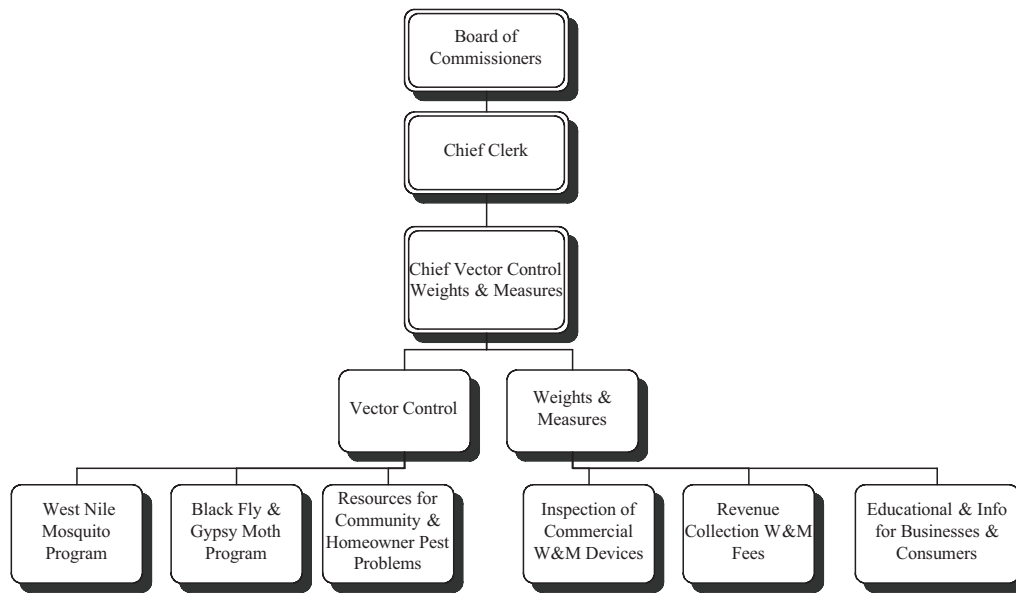 Board of
Commissioners
Chief Clerk
Chief Vector Control
Weights & Measures
Vector Control
Weights &
Measures
West Nile
Mosquito
Program
Black Fly &
Gypsy Moth
Program
Resources for
Community &
Homeowner Pest
Problems
Inspection of
Commercial
W&M Devices
Revenue
Collection W&M
Fees
Educational & Info
for Businesses &
Consumers